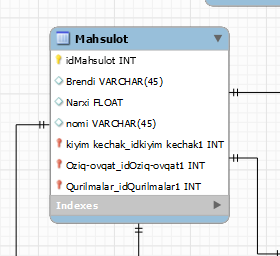 Mahsulot
idMahsulot INT
Brendi VARCHAR(45)
Narxi FLOAT
nomi VARCHAR(45)
kiyim kechak_idkiyim kechak1 INT
Oziq-ovqat_idOziq-ovqat1 INT
Qurilmalar_idQurilmalar1 INT
Indexes